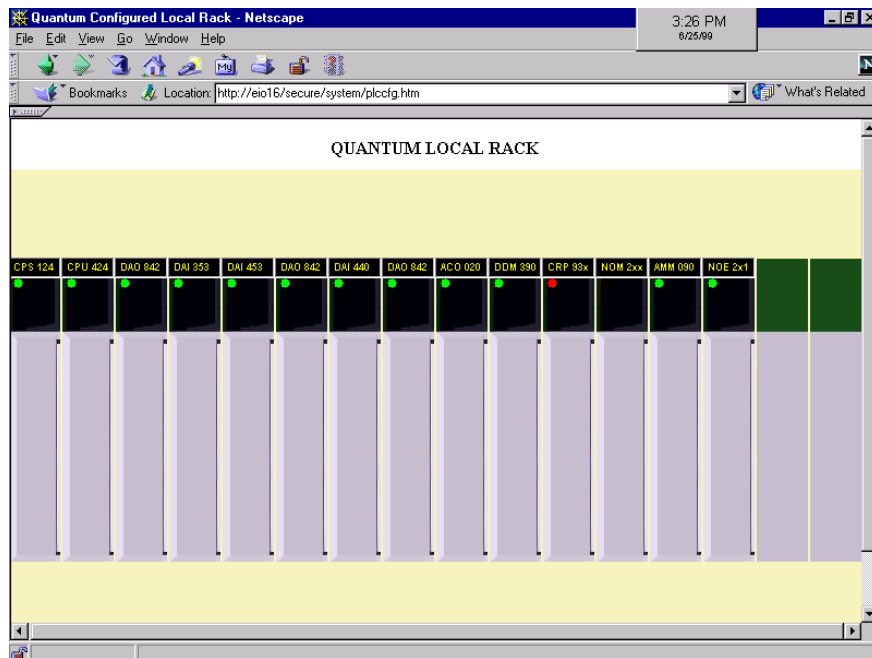 Quantum Configured Local Rack - Netscape
3:26 PM
6/25/99
File Edit View Go Window Help
My
N
Bookmarks Location: http://eio16/secure/system/plccfg.htm What's Related
QUANTUM LOCAL RACK
CPS 124 CPU 424 DAO 842 DAI 353 DAI 453 DAO 842 DAI 440 DAO 842 ACO 020 DDM 390 CRP 93x NOM 2xx AMM 090 NOE 2x1